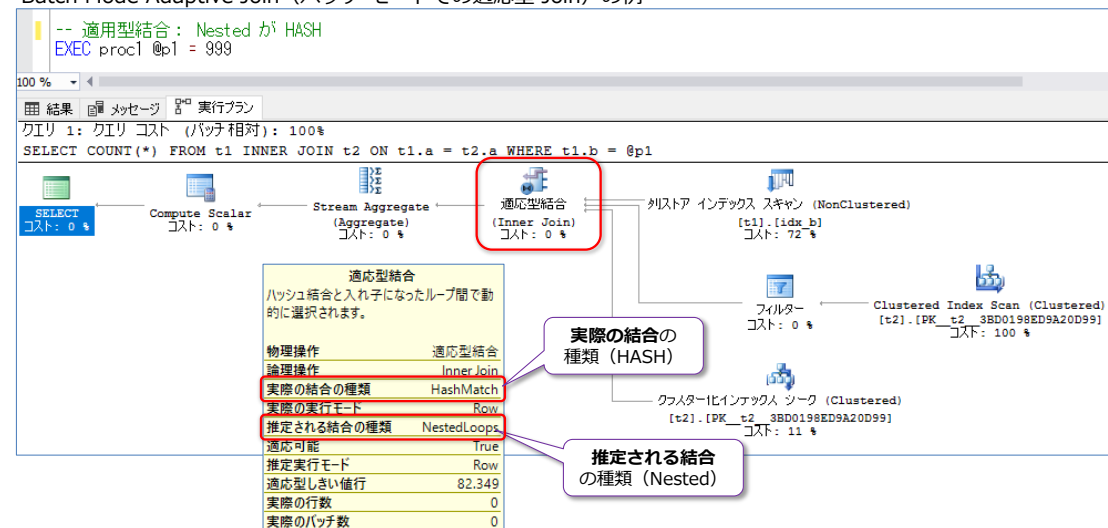 Batch Mode Adaptive Join（バッチ モードでの適応型 Join）の例
-- 適用型結合： Nested が HASH
EXEC proc1 @p1 = 999
100 %
結果 メッセージ 実行プラン
クエリ 1: クエリ コスト (バッチ相対): 100%
SELECT COUNT(*) FROM t1 INNER JOIN t2 ON t1.a = t2.a WHERE t1.b = @p1
SELECT
コスト: 0 %
Compute Scalar
コスト: 0 %
Stream Aggregate
(Aggregate)
コスト: 0 %
適応型結合
(Inner Join)
コスト: 0 %
列ストア インデックス スキャン (NonClustered)
[t1].[idx_b]
コスト: 72 %
フィルター
コスト: 0 %
Clustered Index Scan (Clustered)
[t2].[PK__t2__3BD0198ED9A20D99]
コスト: 100 %
クラスター化インデックス シーク (Clustered)
[t2].[PK__t2__3BD0198ED9A20D99]
コスト: 11 %
適応型結合
ハッシュ結合と入れ子になったループ間で動
的に選択されます。
物理操作 適応型結合
論理操作 Inner Join
実際の結合の種類 HashMatch
実際の実行モード Row
推定される結合の種類 NestedLoops
適応可能 True
推定実行モード Row
適応型しきい値行 82.349
実際の行数 0
実際のバッチ数 0
実際の結合の
種類（HASH）
推定される結合
の種類（Nested）